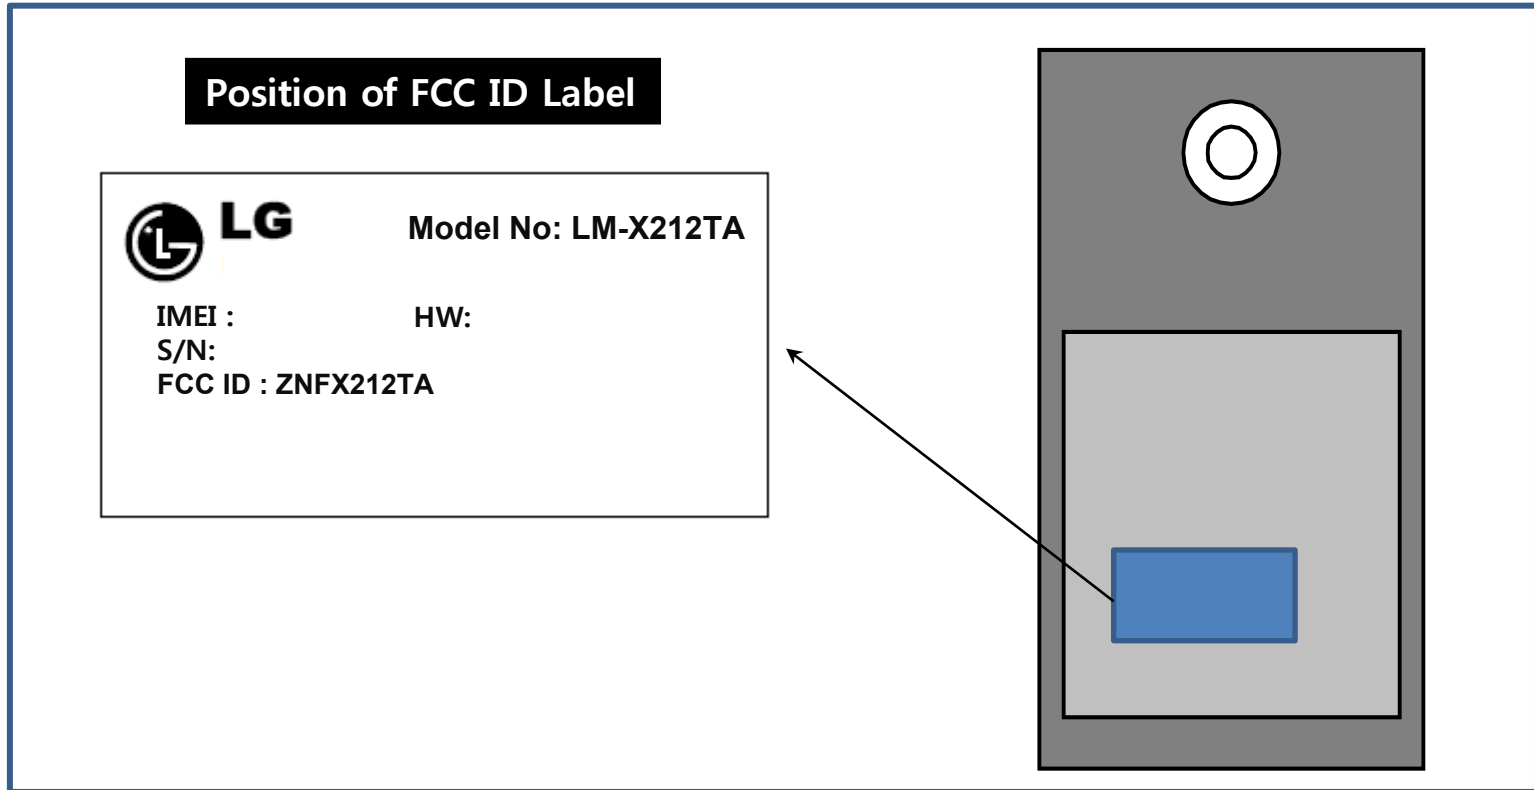 Position of FCC ID Label
LG
Model No: LM-X212TA
IMEI :
HW:
S/N:
FCC ID : ZNFX212TA